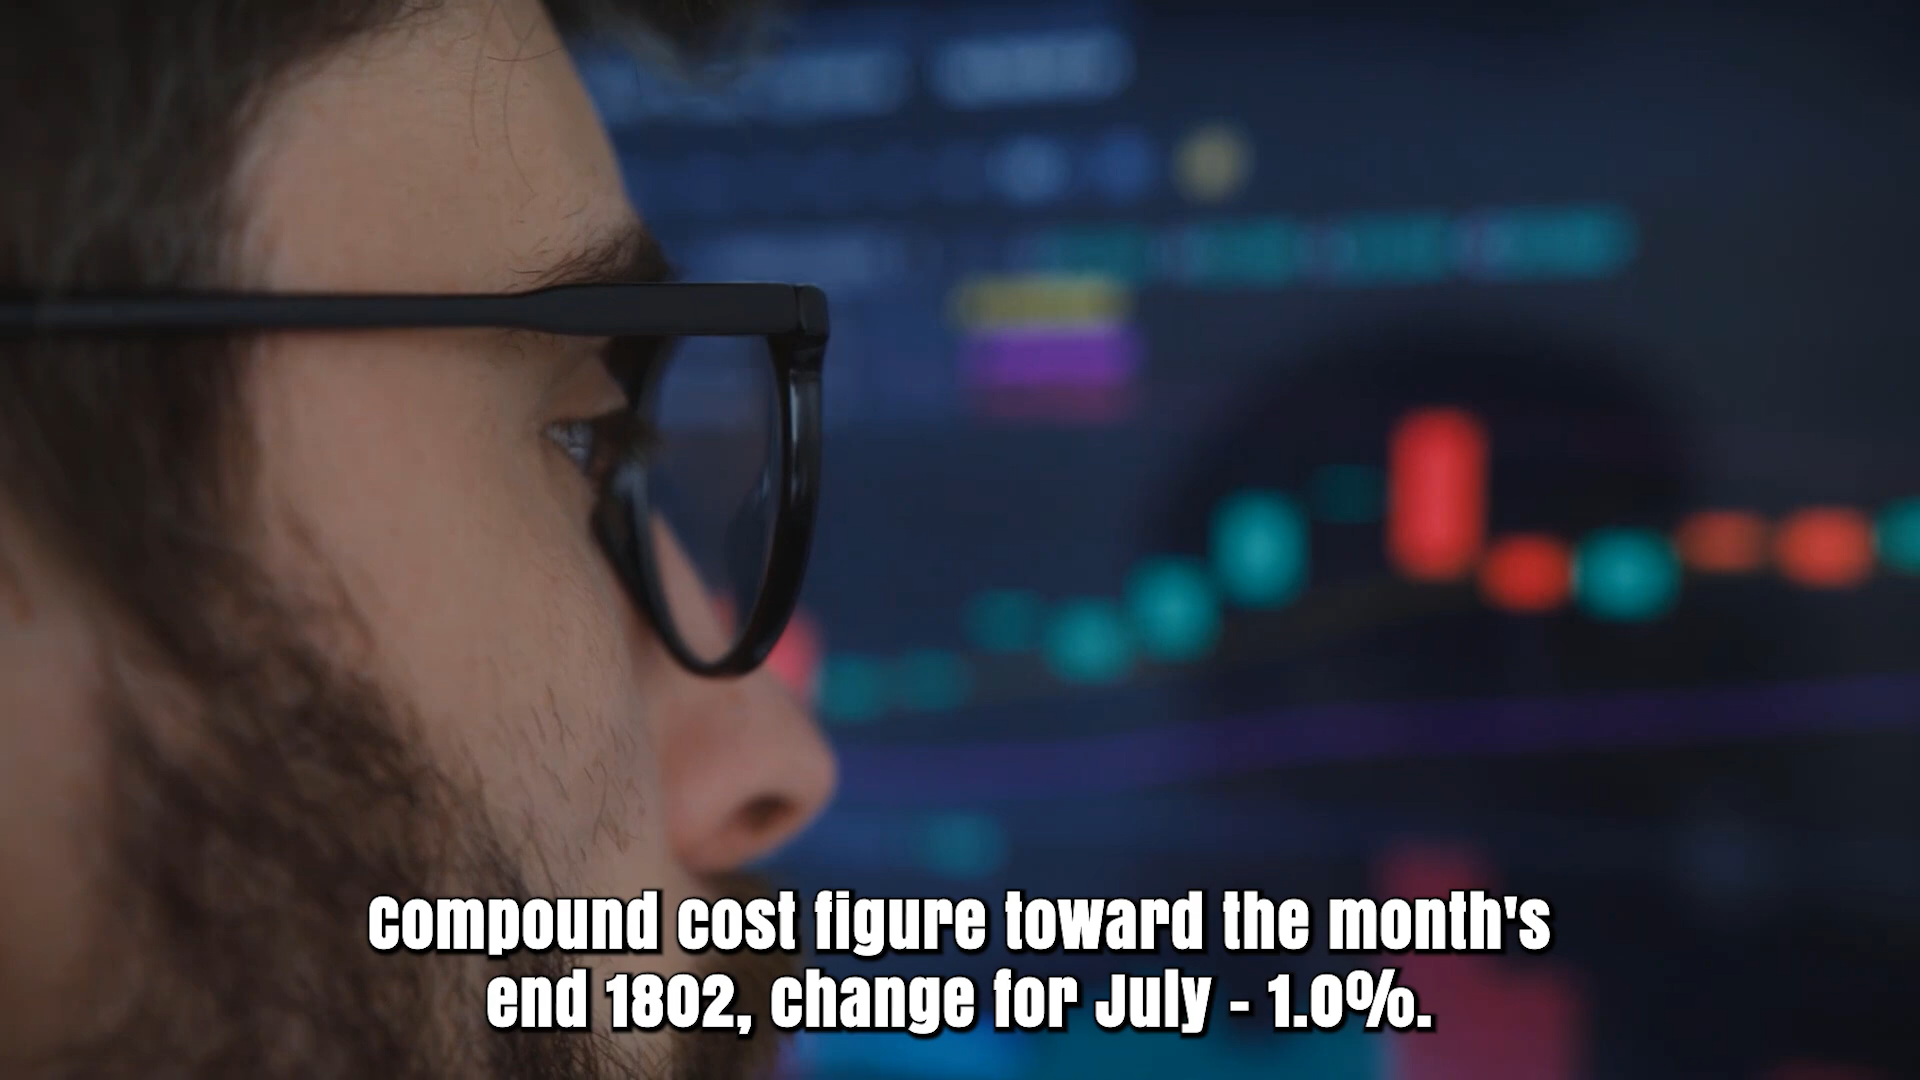 Compound cost figure toward the month's
end 1802, change for July - 1.0%.